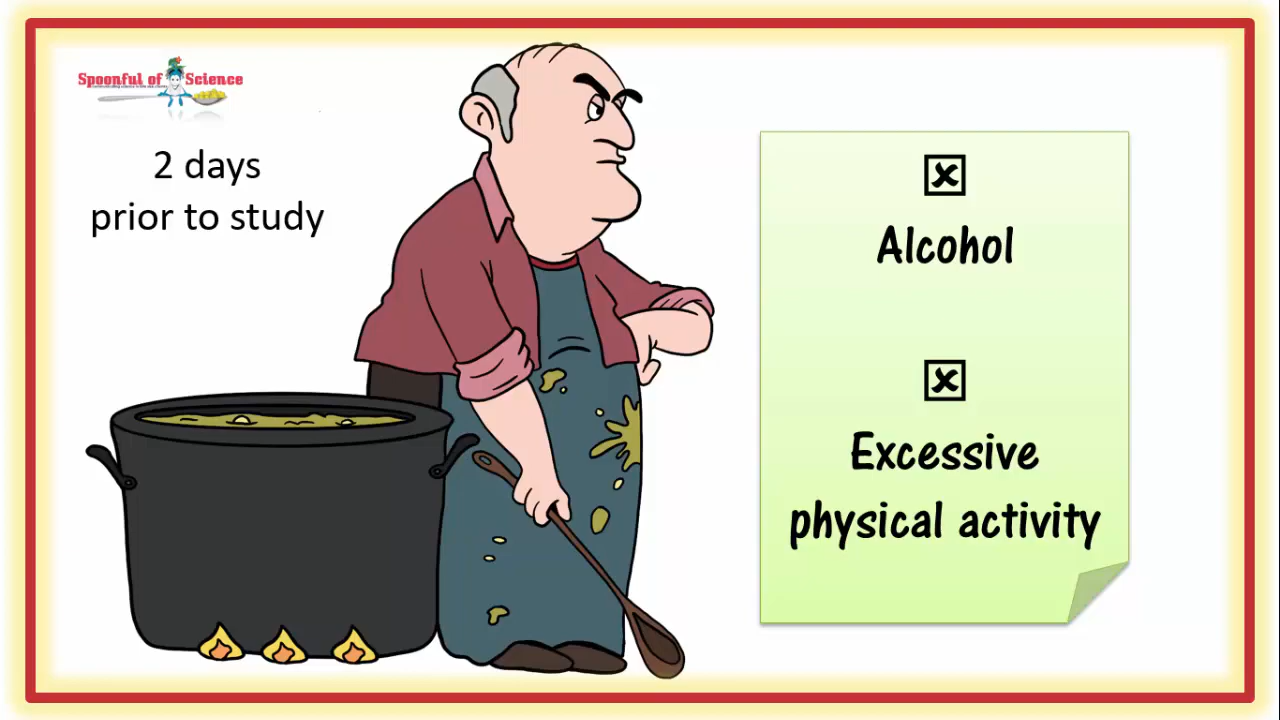 Spoonful of Science
2 days
prior to study
Alcohol
Excessive
physical activity